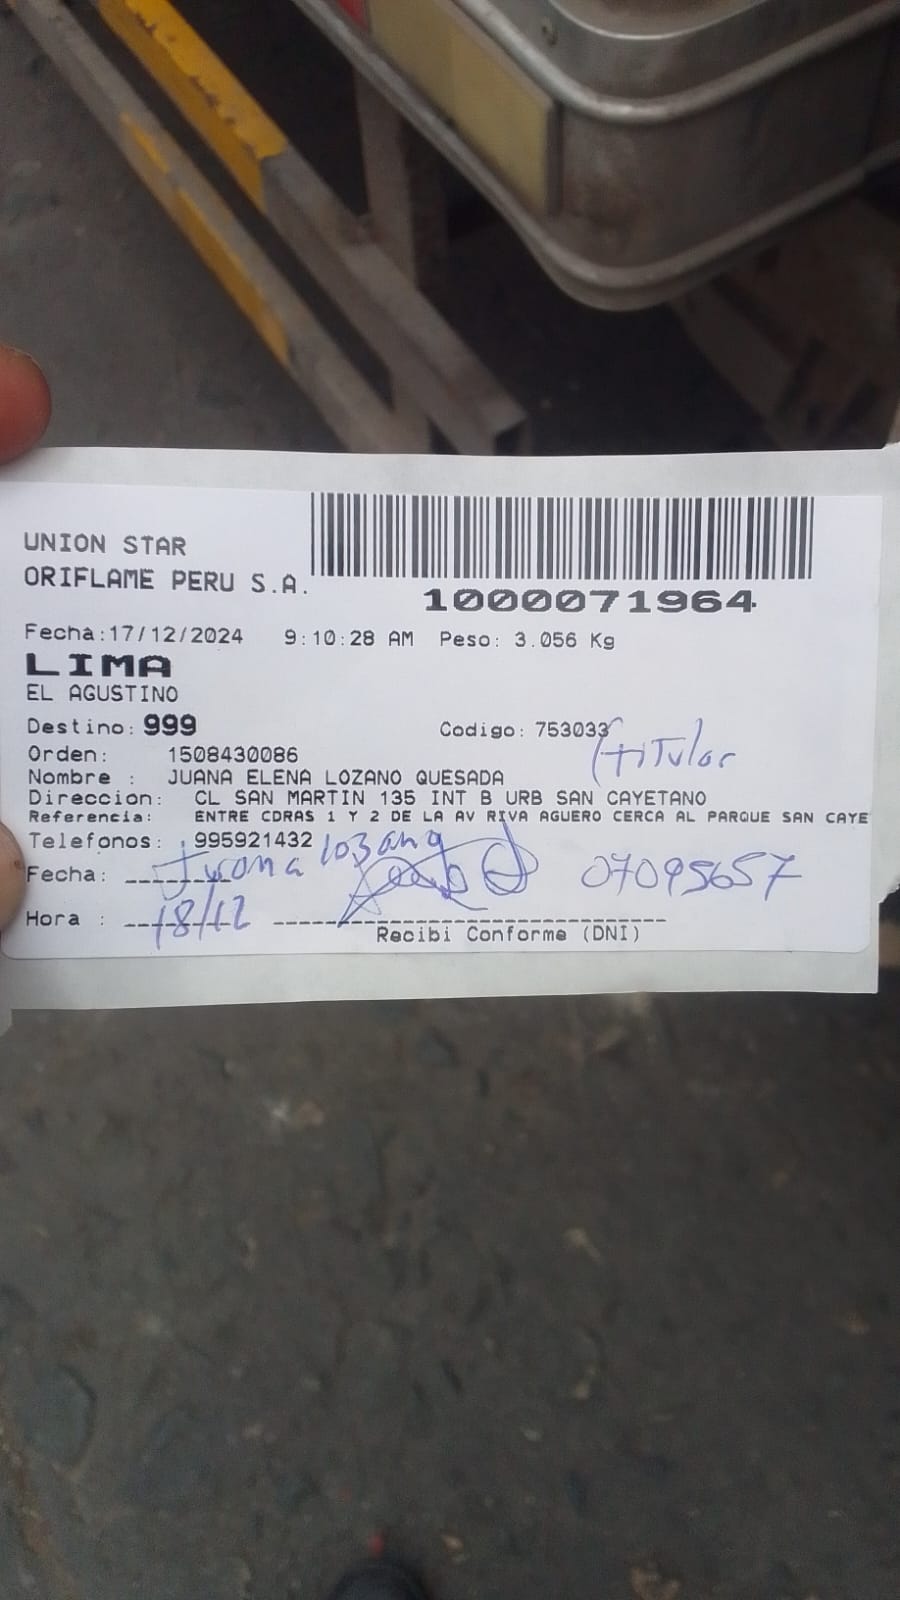 UNION STAR
ORIFLAME PERU S.A.
1000071964
Fecha:17/12/2024 9:10:28 AM Peso: 3.056 Kg
LIMA
EL AGUSTINO
Destino: 999 Codigo: 753033
(titular
Orden: 1508430086
Nombre : JUANA ELENA LOZANO QUESADA
Direccion: CL SAN MARTIN 135 INT B URB SAN CAYETANO
Referencia: ENTRE CDRAS 1 Y 2 DE LA AV RIVA AGUERO CERCA AL PARQUE SAN CAYE
Telefonos: , 995921432
Fecha: Juana lozano 07095657
Hora : 18/12
Recibi Conforme (DNI)